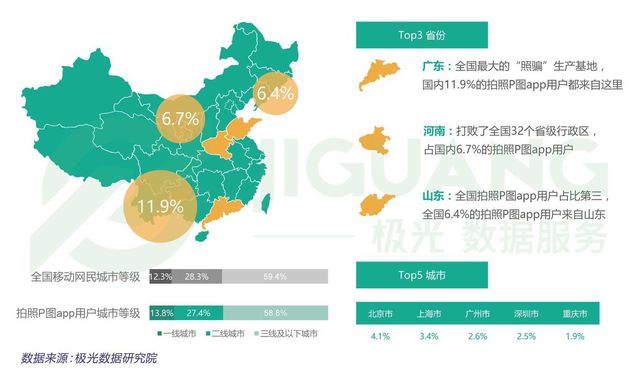 Top3 省份
6.4%
6.7%
11.9%
广东：全国最大的“照骗”生产基地，
国内11.9%的拍照P图app用户都来自这里
河南：打败了全国32个省级行政区，
占国内6.7%的拍照P图app用户
山东：全国拍照P图app用户占比第三，
全国6.4%的拍照P图app用户来自山东
JIGUANG
极光 数据服务
全国移动网民城市等级
12.3% 28.3% 59.4%
拍照P图app用户城市等级
13.8% 27.4% 58.8%
一线城市 二线城市 三线及以下城市
Top5 城市
北京市 上海市 广州市 深圳市 重庆市
4.1% 3.4% 2.6% 2.5% 1.9%
数据来源：极光数据研究院